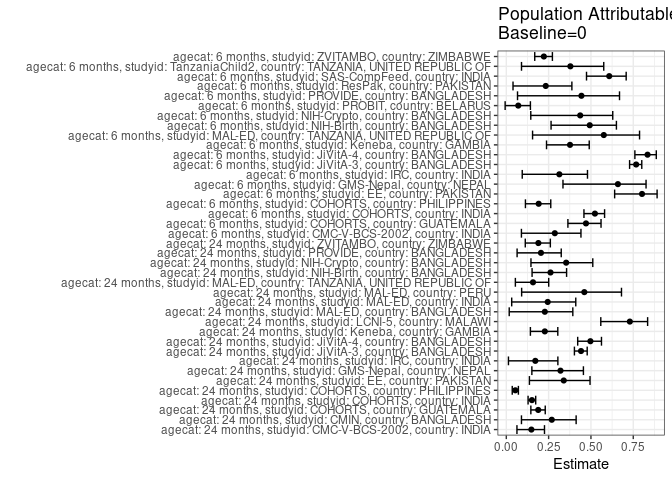 Population Attributable
Baseline=0
agecat: 6 months, studyid: ZVITAMBO, country: ZIMBABWE
agecat: 6 months, studyid: TanzaniaChild2, country: TANZANIA, UNITED REPUBLIC OF
agecat: 6 months, studyid: SAS-CompFeed, country: INDIA
agecat: 6 months, studyid: ResPak, country: PAKISTAN
agecat: 6 months, studyid: PROVIDE, country: BANGLADESH
agecat: 6 months, studyid: PROBIT, country: BELARUS
agecat: 6 months, studyid: NIH-Crypto, country: BANGLADESH
agecat: 6 months, studyid: NIH-Birth, country: BANGLADESH
agecat: 6 months, studyid: MAL-ED, country: TANZANIA, UNITED REPUBLIC OF
agecat: 6 months, studyid: Keneba, country: GAMBIA
agecat: 6 months, studyid: JiVitA-4, country: BANGLADESH
agecat: 6 months, studyid: JiVitA-3, country: BANGLADESH
agecat: 6 months, studyid: IRC, country: INDIA
agecat: 6 months, studyid: GMS-Nepal, country: NEPAL
agecat: 6 months, studyid: EE, country: PAKISTAN
agecat: 6 months, studyid: COHORTS, country: PHILIPPINES
agecat: 6 months, studyid: COHORTS, country: INDIA
agecat: 6 months, studyid: COHORTS, country: GUATEMALA
agecat: 6 months, studyid: CMC-V-BCS-2002, country: INDIA
agecat: 24 months, studyid: ZVITAMBO, country: ZIMBABWE
agecat: 24 months, studyid: PROVIDE, country: BANGLADESH
agecat: 24 months, studyid: NIH-Crypto, country: BANGLADESH
agecat: 24 months, studyid: NIH-Birth, country: BANGLADESH
agecat: 24 months, studyid: MAL-ED, country: TANZANIA, UNITED REPUBLIC OF
agecat: 24 months, studyid: MAL-ED, country: PERU
agecat: 24 months, studyid: MAL-ED, country: INDIA
agecat: 24 months, studyid: MAL-ED, country: BANGLADESH
agecat: 24 months, studyid: LCNI-5, country: MALAWI
agecat: 24 months, studyid: Keneba, country: GAMBIA
agecat: 24 months, studyid: JiVitA-4, country: BANGLADESH
agecat: 24 months, studyid: JiVitA-3, country: BANGLADESH
agecat: 24 months, studyid: IRC, country: INDIA
agecat: 24 months, studyid: GMS-Nepal, country: NEPAL
agecat: 24 months, studyid: EE, country: PAKISTAN
agecat: 24 months, studyid: COHORTS, country: PHILIPPINES
agecat: 24 months, studyid: COHORTS, country: INDIA
agecat: 24 months, studyid: COHORTS, country: GUATEMALA
agecat: 24 months, studyid: CMIN, country: BANGLADESH
agecat: 24 months, studyid: CMC-V-BCS-2002, country: INDIA
0.00 0.25 0.50 0.75
Estimate